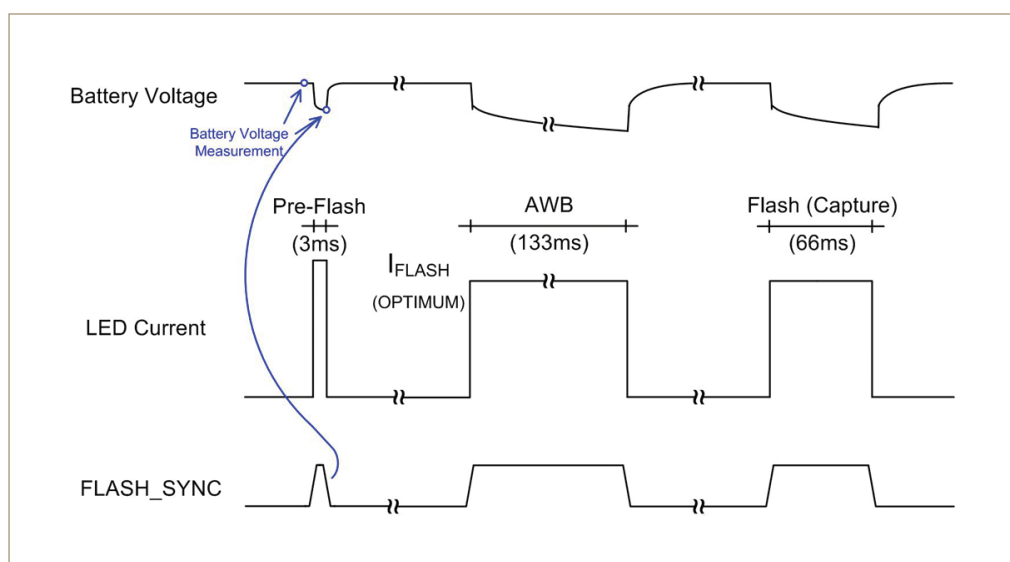 Battery Voltage
Battery Voltage
Measurement
Pre-Flash
(3ms)
AWB
(133ms)
Flash (Capture)
(66ms)
IFLASH
(OPTIMUM)
LED Current
FLASH_SYNC